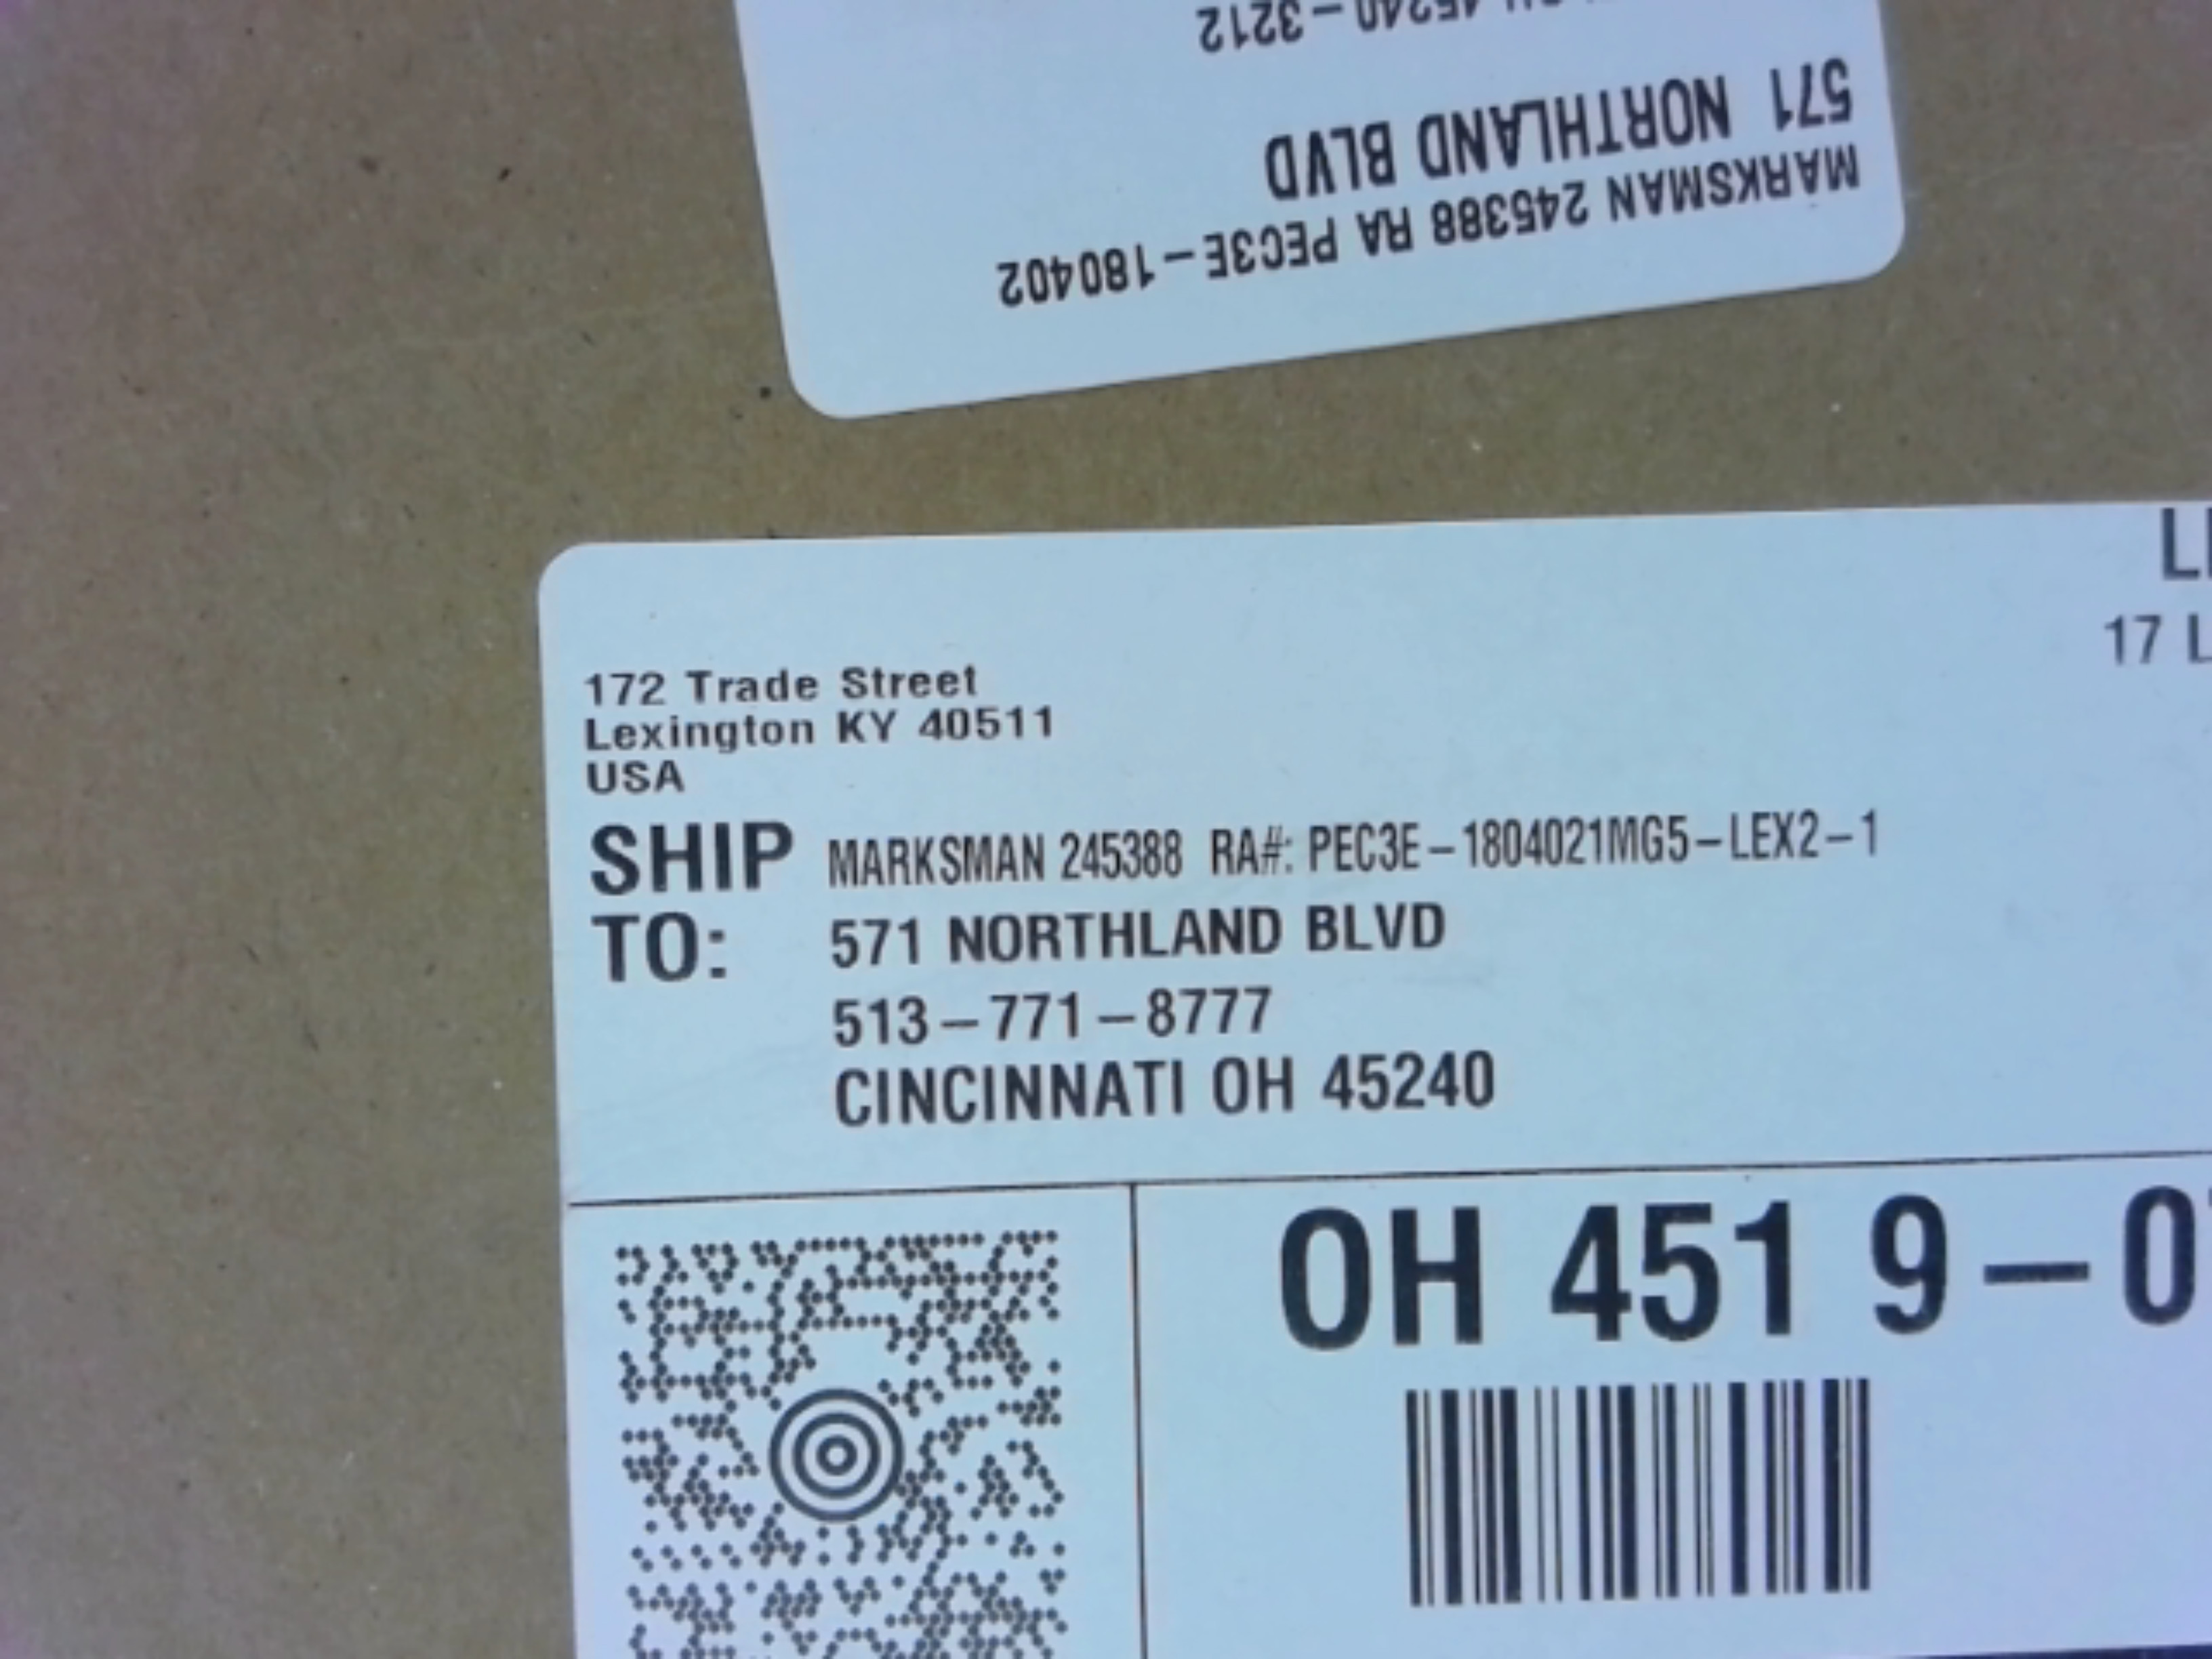 MARKSMAN 245388 RA PEC3E-180402
571 NORTHLAND BLVD
45240-3212
17
172 Trade Street
Lexington KY 40511
USA
SHIP TO: MARKSMAN 245388 RA#: PEC3E-1804021MG5-LEX2-1
571 NORTHLAND BLVD
513-771-8777
CINCINNATI OH 45240
OH 451 9-0